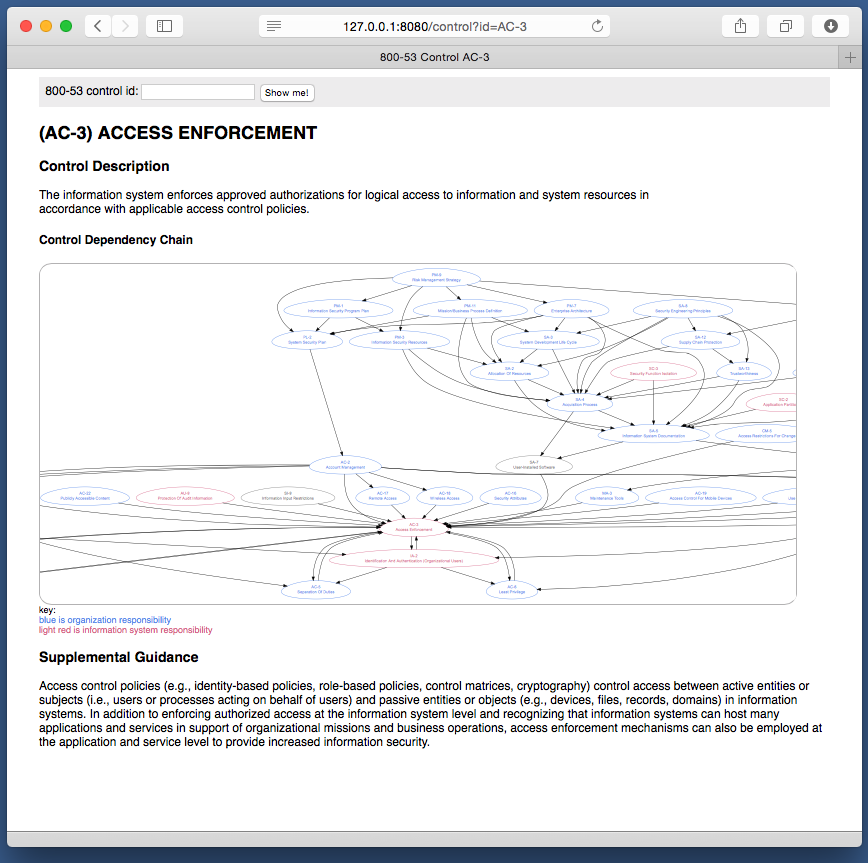 127.0.0.1:8080/control?id=AC-3
800-53 Control AC-3
800-53 control id:
Show me!
(AC-3) ACCESS ENFORCEMENT
Control Description
The information system enforces approved authorizations for logical access to information and system resources in
accordance with applicable access control policies.
Control Dependency Chain
Risk Management Strategy
PM-1
Information Security Program Plan
PM-11
Mission/Business Process Definition
PM-7
Enterprise Architecture
SA-8
Security Engineering Principles
PL-2
System Security Plan
PM-3
Information Security Resources
SA-3
System Development Life Cycle
SA-12
Supply Chain Protection
SA-2
Allocation Of Resources
SC-3
Security Function Isolation
SA-13
Trustworthiness
SA-4
Acquisition Process
SC-2
Application Partitio
SA-5
Information System Documentation
CM-5
Access Restrictions For Change
AC-2
Account Management
SA-7
User-Installed Software
AC-22
Publicly Accessible Content
AU-9
Protection Of Audit Information
SI-9
Information Input Restrictions
AC-17
Remote Access
AC-18
Wireless Access
AC-16
Security Attributes
MA-3
Maintenance Tools
AC-19
Access Control For Mobile Devices
Use
AC-3
Access Enforcement
IA-2
Identification And Authentication (Organizational Users)
AC-5
Separation Of Duties
AC-6
Least Privilege
key:
blue is organization responsibility
light red is information system responsibility
Supplemental Guidance
Access control policies (e.g., identity-based policies, role-based policies, control matrices, cryptography) control access between active entities or
subjects (i.e., users or processes acting on behalf of users) and passive entities or objects (e.g., devices, files, records, domains) in information
systems. In addition to enforcing authorized access at the information system level and recognizing that information systems can host many
applications and services in support of organizational missions and business operations, access enforcement mechanisms can also be employed at
the application and service level to provide increased information security.